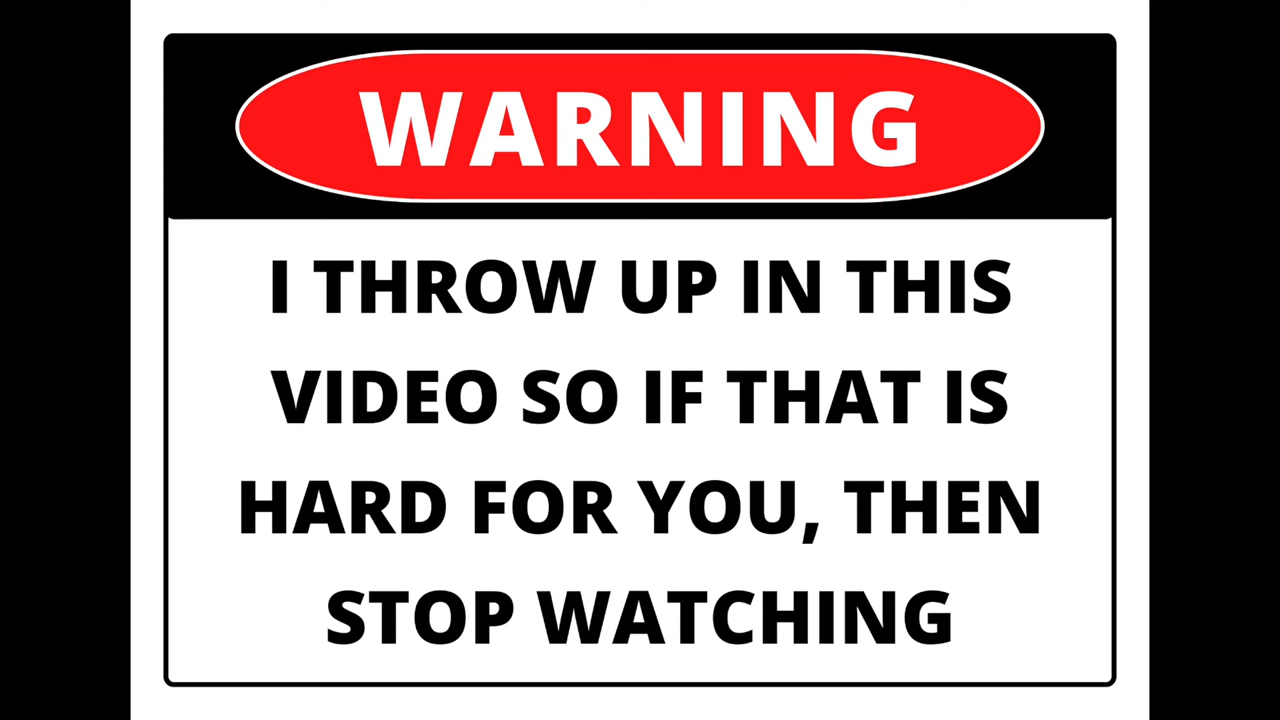 WARNING
I THROW UP IN THIS
VIDEO SO IF THAT IS
HARD FOR YOU, THEN
STOP WATCHING